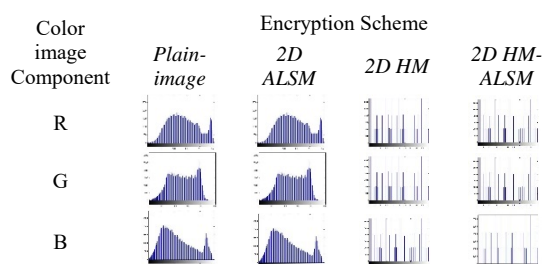 Color image Component
Encryption Scheme
Plain-image
2D ALSM
2D HM
2D HM-ALSM
R
G
B